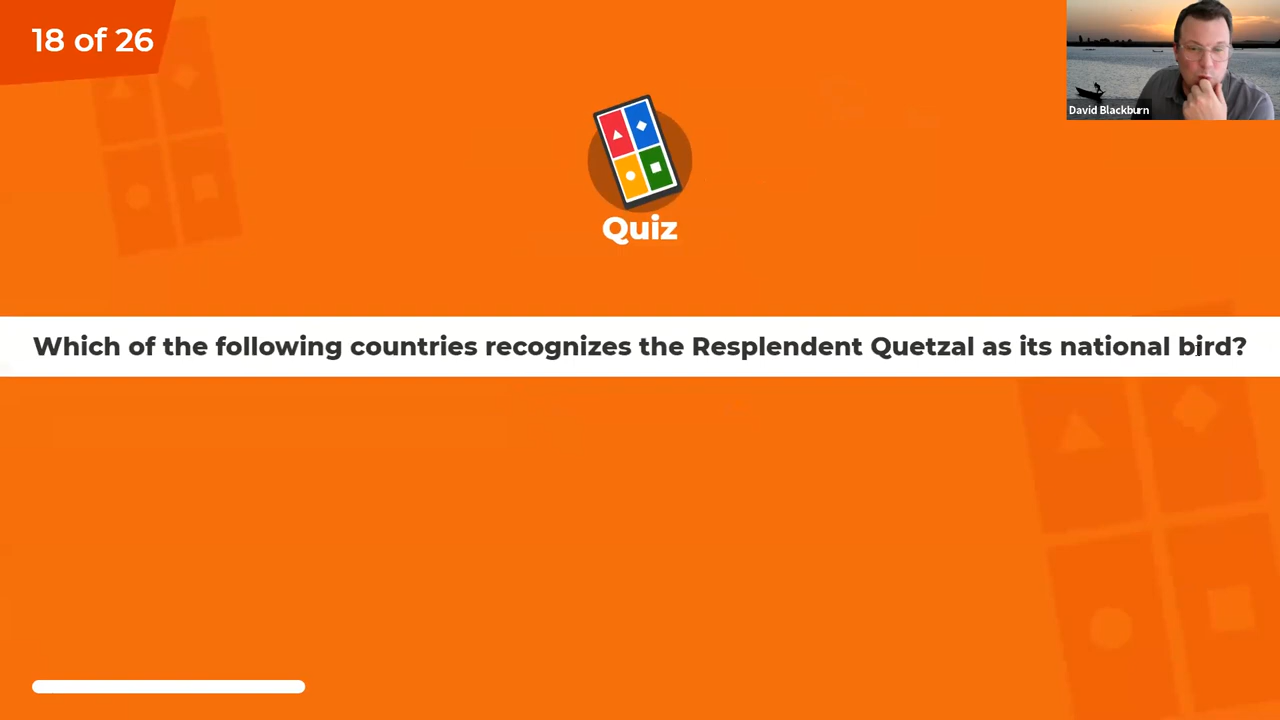 18 of 26
David Blackburn
Quiz
Which of the following countries recognizes the Resplendent Quetzal as its national bird?